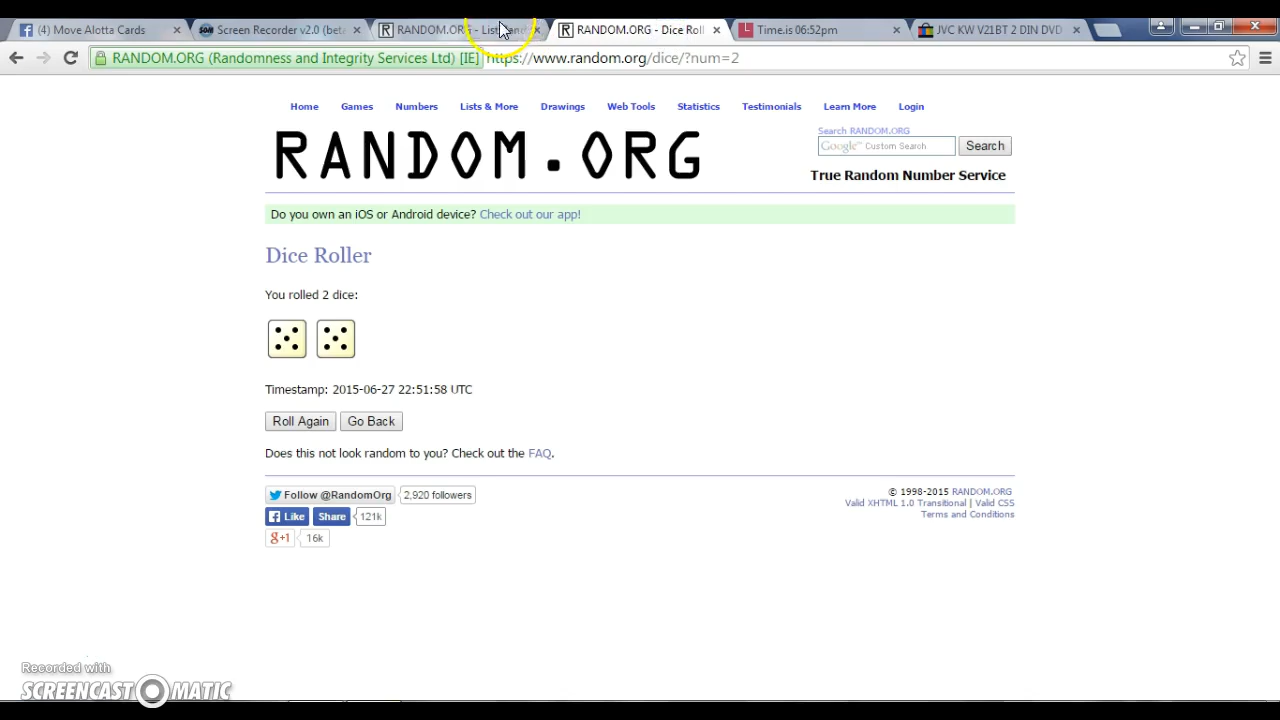 (4) Move Alotta Cards
Screen Recorder v2.0 (beta
RANDOM.ORG - List
RANDOM.ORG - Dice Roll
Time.is 06:52pm
JVC KW V21BT 2 DIN DVD
RANDOM.ORG (Randomness and Integrity Services Ltd) [IE] https://www.random.org/dice/?num=2
Home Games Numbers Lists & More Drawings Web Tools Statistics Testimonials Learn More Login
RANDOM.ORG
Search RANDOM.ORG
Google™ Custom Search
Search
True Random Number Service
Do you own an iOS or Android device? Check out our app!
Dice Roller
You rolled 2 dice:
Timestamp: 2015-06-27 22:51:58 UTC
Roll Again Go Back
Does this not look random to you? Check out the FAQ.
Follow @RandomOrg 2,920 followers
Like Share 121k
g+1 16k
© 1998-2015 RANDOM.ORG
Valid XHTML 1.0 Transitional | Valid CSS
Terms and Conditions
Recorded with
SCREENCAST-O-MATIC